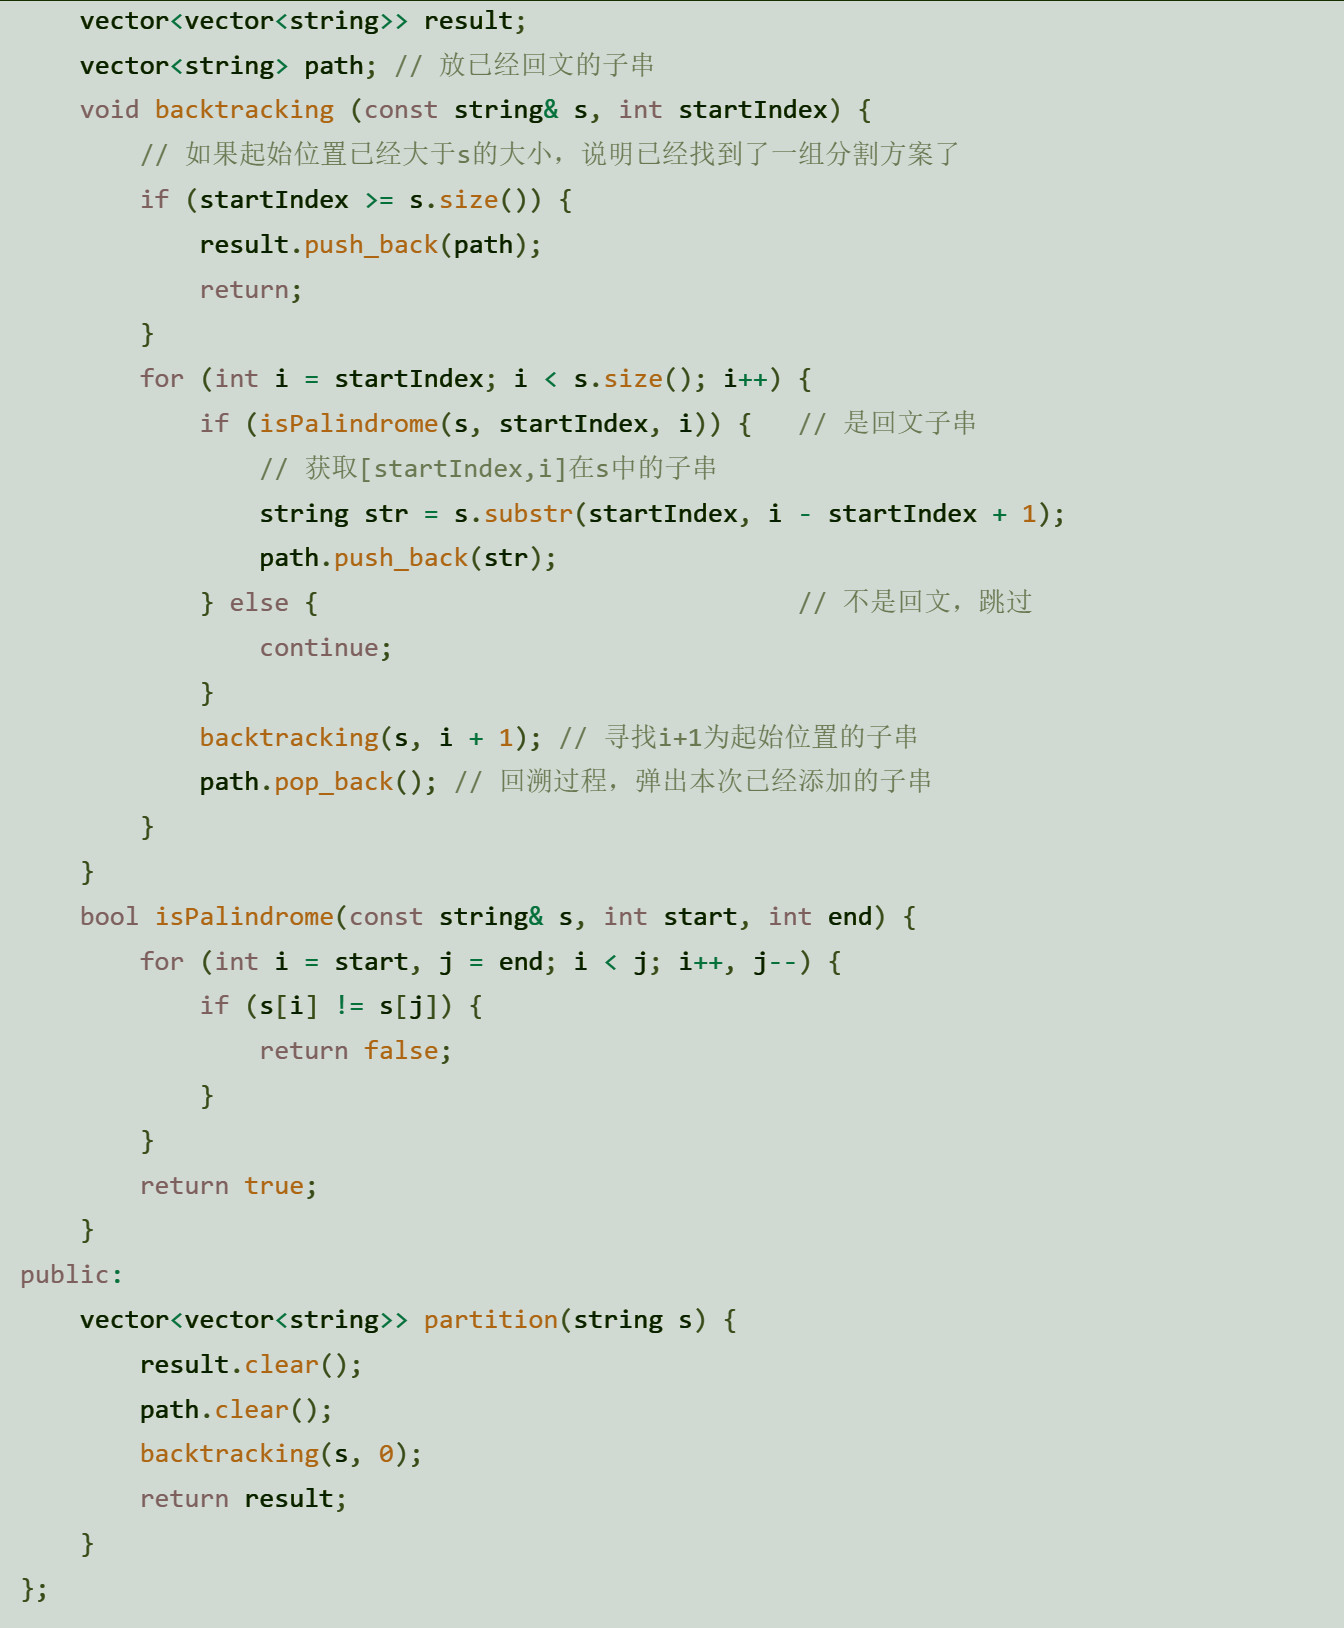 vector<vector<string>> result;
    vector<string> path; // 放已经回文的子串
    void backtracking (const string& s, int startIndex) {
        // 如果起始位置已经大于s的大小，说明已经找到了一组分割方案了
        if (startIndex >= s.size()) {
            result.push_back(path);
            return;
        }
        for (int i = startIndex; i < s.size(); i++) {
            if (isPalindrome(s, startIndex, i)) {   // 是回文子串
                // 获取[startIndex,i]在s中的子串
                string str = s.substr(startIndex, i - startIndex + 1);
                path.push_back(str);
            } else {                                // 不是回文，跳过
                continue;
            }
            backtracking(s, i + 1); // 寻找i+1为起始位置的子串
            path.pop_back(); // 回溯过程，弹出本次已经添加的子串
        }
    }
    bool isPalindrome(const string& s, int start, int end) {
        for (int i = start, j = end; i < j; i++, j--) {
            if (s[i] != s[j]) {
                return false;
            }
        }
        return true;
    }
public:
    vector<vector<string>> partition(string s) {
        result.clear();
        path.clear();
        backtracking(s, 0);
        return result;
    }
};